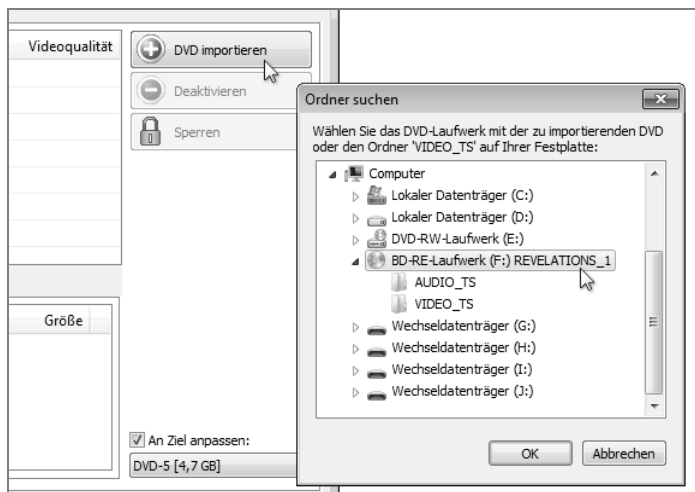 Videoqualität
DVD importieren
Deaktivieren
Sperren
Größe
An Ziel anpassen:
DVD-5 [4,7 GB]
Ordner suchen
Wählen Sie das DVD-Laufwerk mit der zu importierenden DVD
oder den Ordner 'VIDEO_TS' auf Ihrer Festplatte:
Computer
Lokaler Datenträger (C:)
Lokaler Datenträger (D:)
DVD-RW-Laufwerk (E:)
BD-RE-Laufwerk (F:) REVELATIONS_1
AUDIO_TS
VIDEO_TS
Wechseldatenträger (G:)
Wechseldatenträger (H:)
Wechseldatenträger (I:)
Wechseldatenträger (J:)
OK
Abbrechen